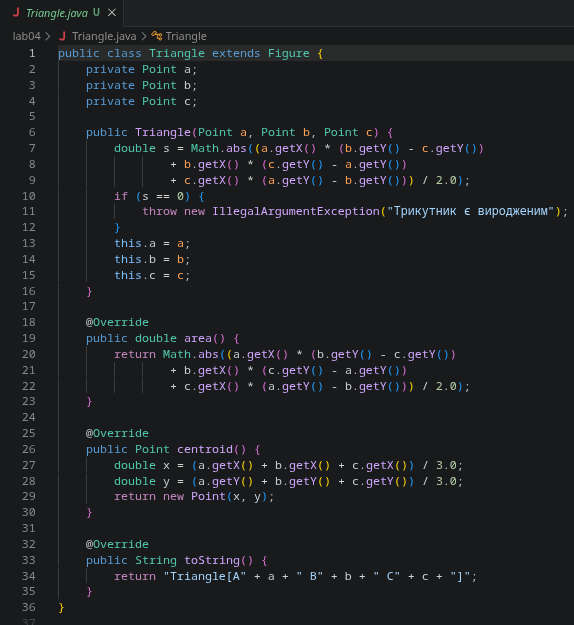 Triangle.java U ×
lab04 > Triangle.java > Triangle
1 public class Triangle extends Figure {
2     private Point a;
3     private Point b;
4     private Point c;
5
6     public Triangle(Point a, Point b, Point c) {
7         double s = Math.abs((a.getX() * (b.getY() - c.getY())
8                 + b.getX() * (c.getY() - a.getY())
9                 + c.getX() * (a.getY() - b.getY())) / 2.0);
10         if (s == 0) {
11             throw new IllegalArgumentException("Трикутник є виродженим");
12         }
13         this.a = a;
14         this.b = b;
15         this.c = c;
16     }
17
18     @Override
19     public double area() {
20         return Math.abs((a.getX() * (b.getY() - c.getY())
21                 + b.getX() * (c.getY() - a.getY())
22                 + c.getX() * (a.getY() - b.getY())) / 2.0);
23     }
24
25     @Override
26     public Point centroid() {
27         double x = (a.getX() + b.getX() + c.getX()) / 3.0;
28         double y = (a.getY() + b.getY() + c.getY()) / 3.0;
29         return new Point(x, y);
30     }
31
32     @Override
33     public String toString() {
34         return "Triangle[A" + a + " B" + b + " C" + c + "]";
35     }
36 }
37